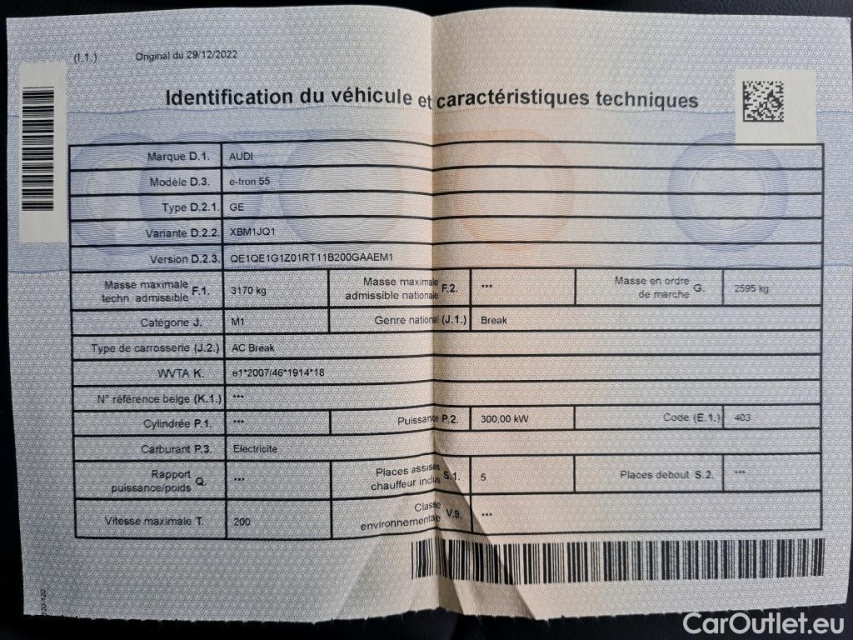 (I.1.) Original du 29/12/2022
Identification du véhicule et caractéristiques techniques
Marque D.1. AUDI
Modèle D.3. e-tron 55
Type D.2.1. GE
Variante D.2.2. XBM1JQ1
Version D.2.3. QE1QE1G1Z01RT11B200GAAEM1
Masse maximale
techn. admissible F.1. 3170 kg
Masse maximale
admissible nationale F.2. ***
Masse en ordre
de marche G. 2595 kg
Catégorie J. M1 Genre national (J.1.) Break
Type de carrosserie (J.2.) AC Break
WVTA K. e1*2007/46*1914*18
N° référence belge (K.1.) ***
Cylindrée P.1. *** Puissance P.2. 300,00 kW Code (E.1.) 403
Carburant P.3. Electricite
Rapport
puissance/poids Q. ***
Places assises
chauffeur inclus S.1. 5
Places debout S.2. ***
Vitesse maximale T. 200
Classe
environnementale V.9. ***
CarOutlet.eu